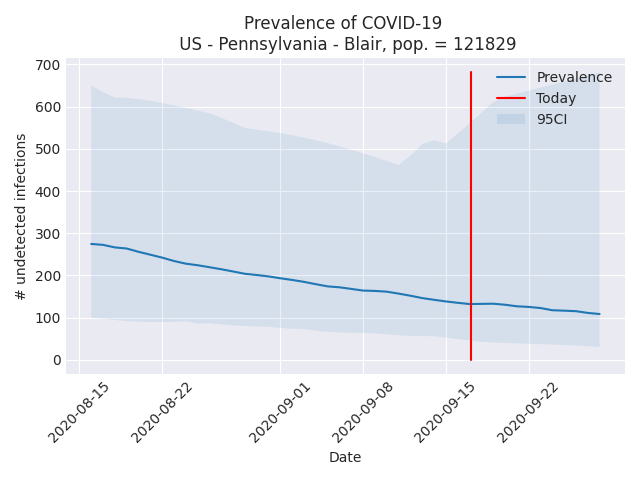 Prevalence of COVID-19
US - Pennsylvania - Blair, pop. = 121829
Prevalence
Today
95CI
# undetected infections
700
600
500
400
300
200
100
0
2020-08-15
2020-08-22
2020-09-01
2020-09-08
2020-09-15
2020-09-22
Date